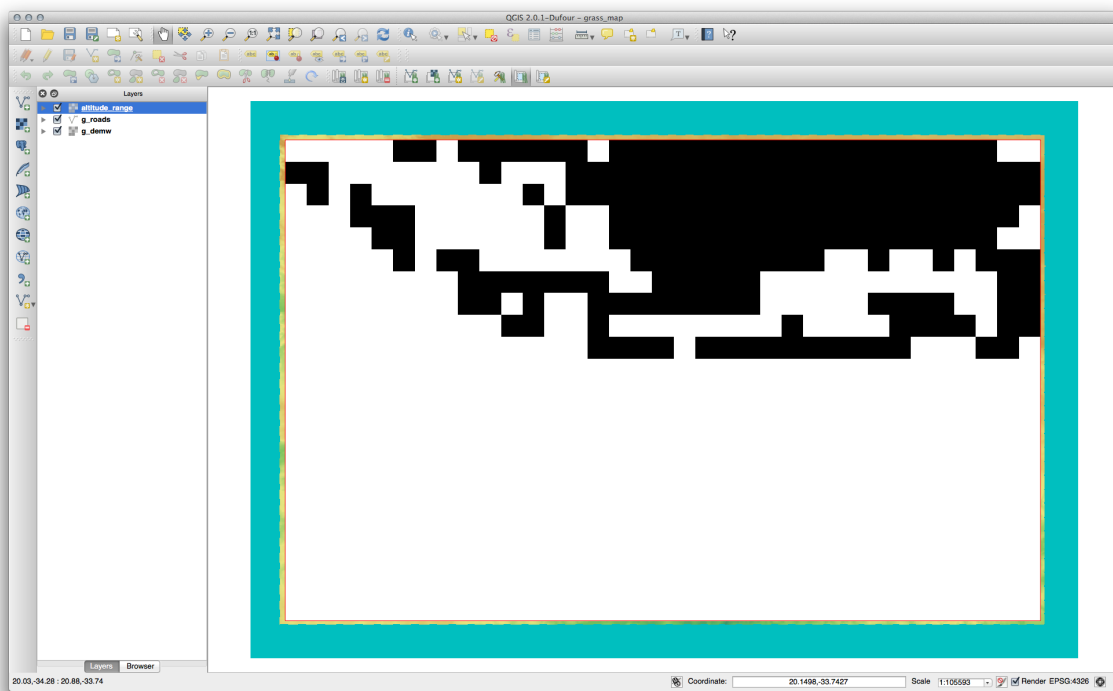 QGIS 2.0.1-Dufour – grass_map
Layers
altitude_range
g_roads
g_demw
Layers Browser
20.03,-34.28 : 20.88,-33.74 Coordinate: 20.1498,-33.7427 Scale 1:105593 Render EPSG:4326